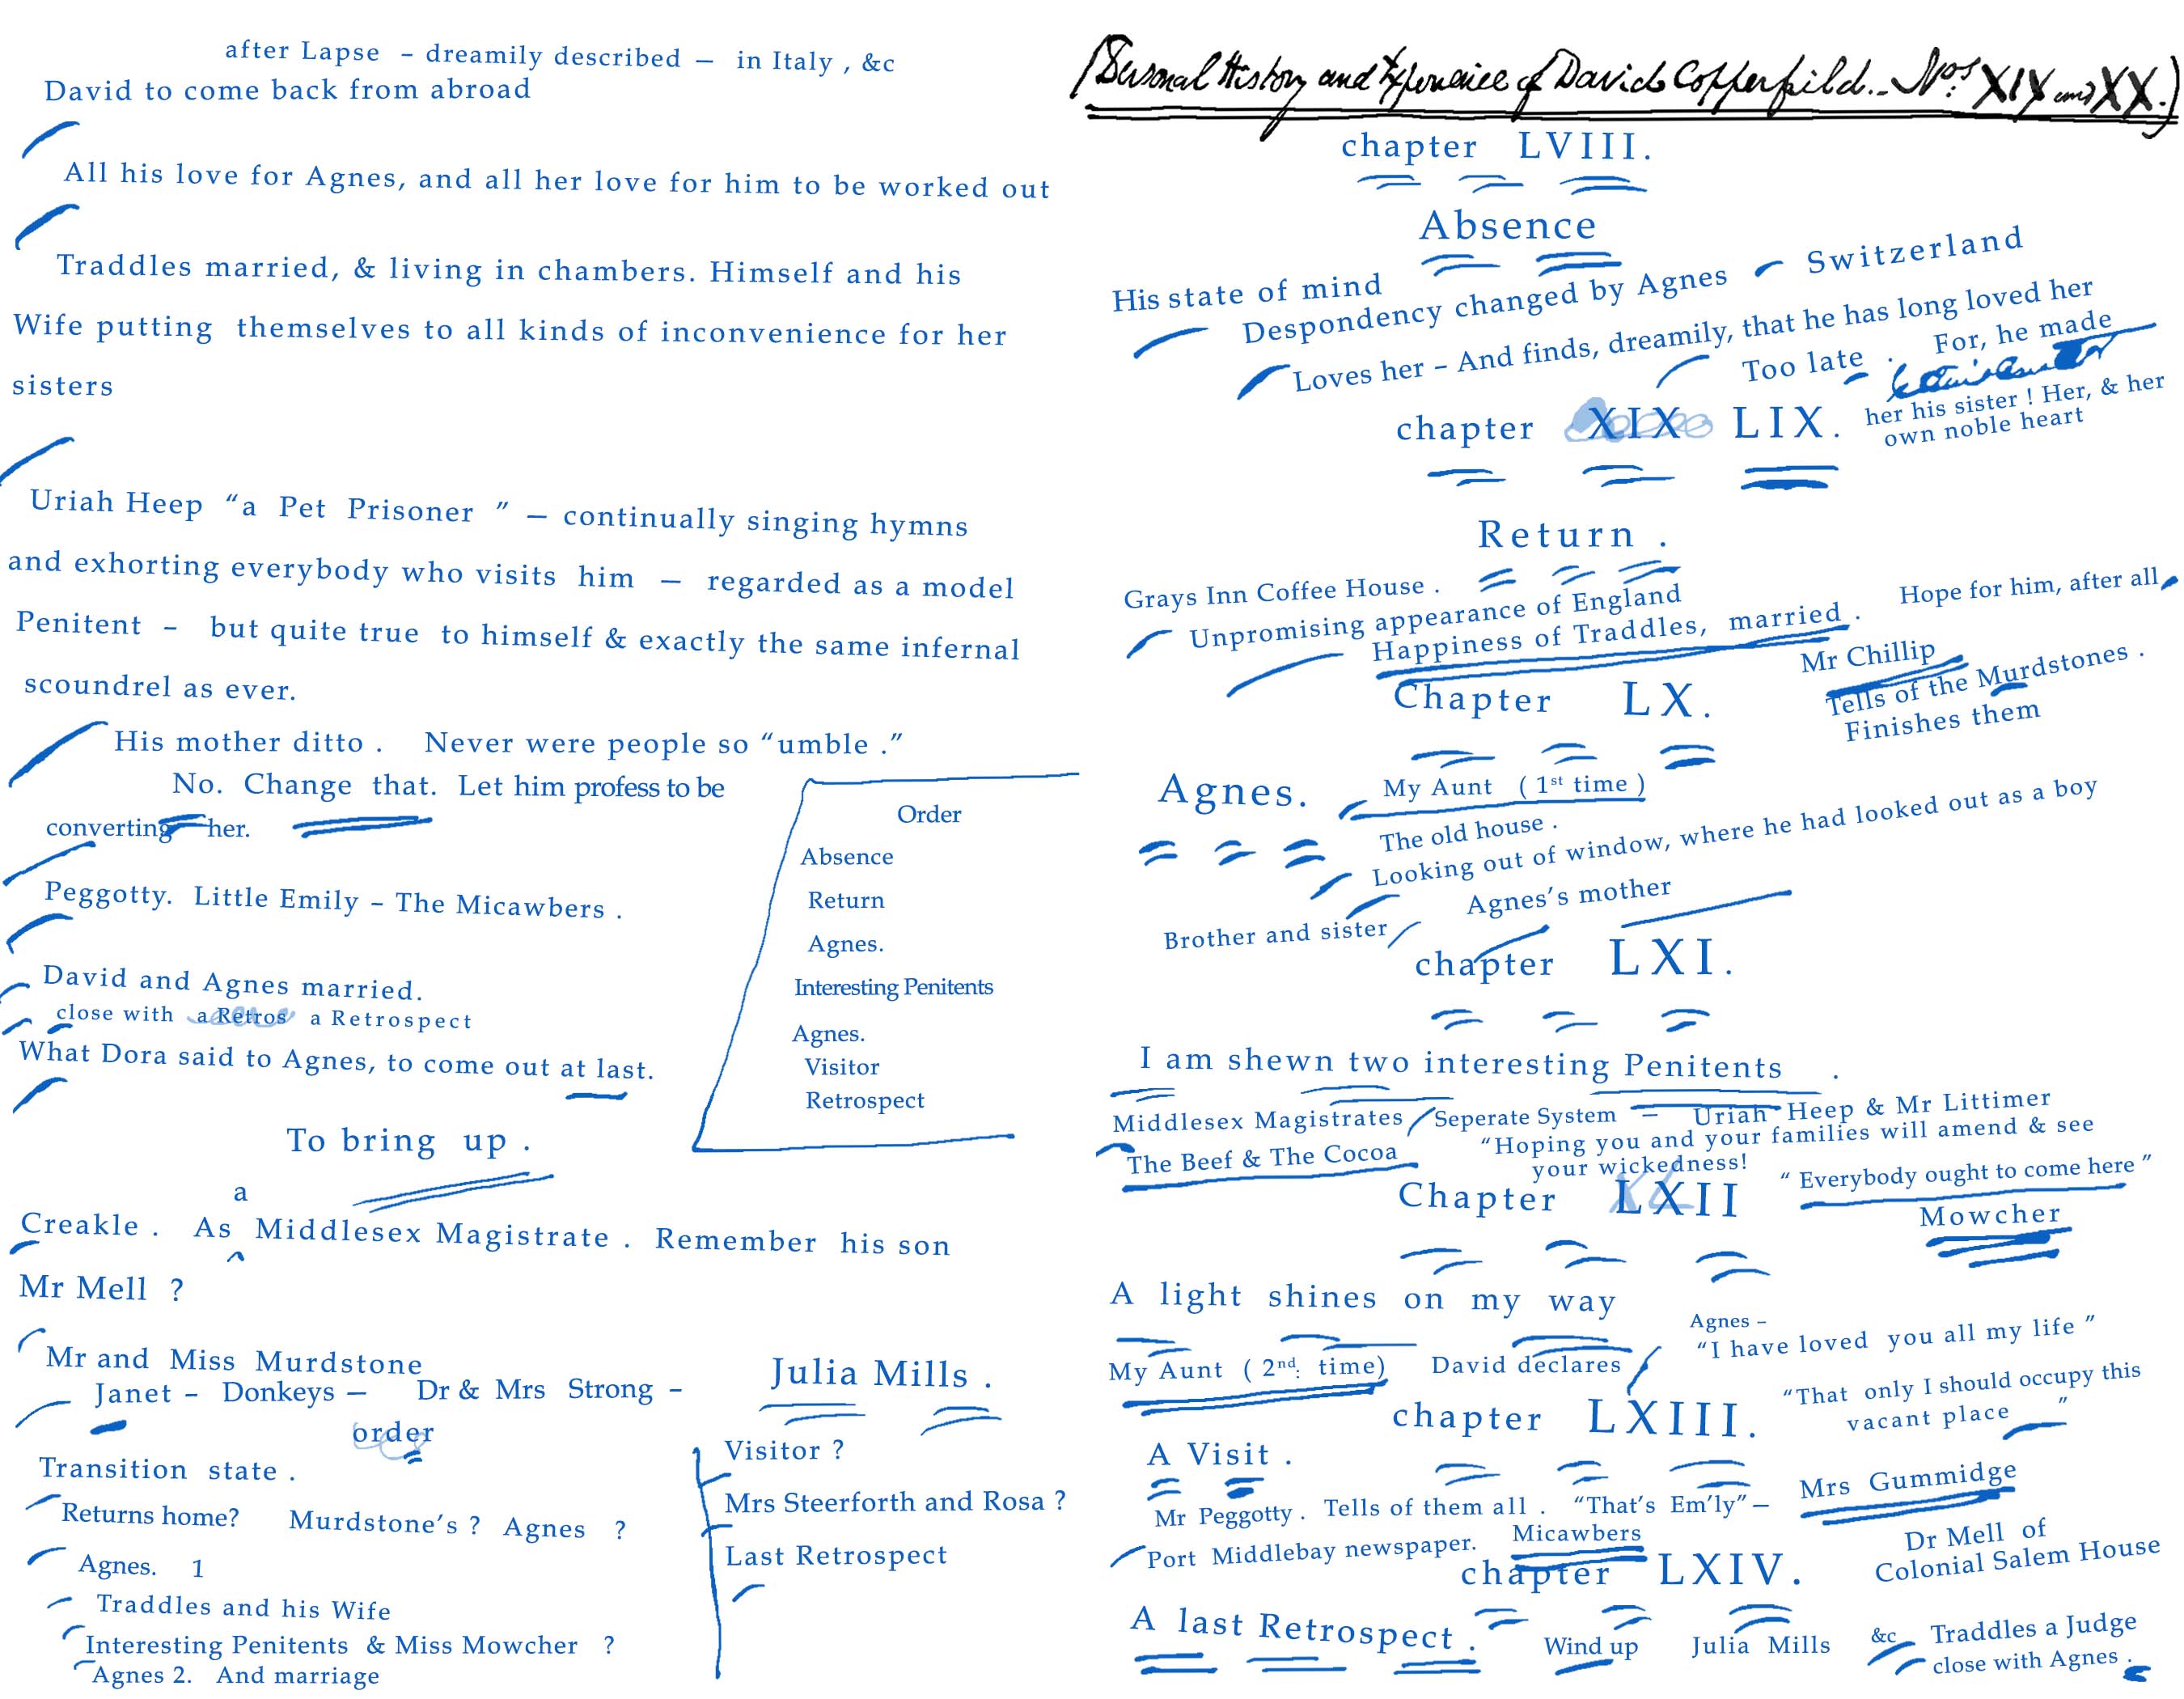 after Lapse – dreamily described — in Italy , &c
David to come back from abroad
All his love for Agnes, and all her love for him to be worked out
Traddles married, & living in chambers. Himself and his
Wife putting themselves to all kinds of inconvenience for her
sisters
Uriah Heep “a Pet Prisoner ” — continually singing hymns
and exhorting everybody who visits him — regarded as a model
Penitent – but quite true to himself & exactly the same infernal
scoundrel as ever.
His mother ditto . Never were people so “umble .”
No. Change that. Let him profess to be
converting her.
Peggotty. Little Emily – The Micawbers .
David and Agnes married.
close with a Retros a Retrospect
What Dora said to Agnes, to come out at last.
Order
Absence
Return
Agnes.
Interesting Penitents
Agnes.
Visitor
Retrospect
To bring up .
a
Creakle . As ^ Middlesex Magistrate . Remember his son
Mr Mell ?
Mr and Miss Murdstone
Janet – Donkeys — Dr & Mrs Strong –
order
Transition state .
Returns home? Murdstone’s ? Agnes ?
Agnes. 1
Traddles and his Wife
Interesting Penitents & Miss Mowcher ?
Agnes 2. And marriage
Julia Mills .
Visitor ?
Mrs Steerforth and Rosa ?
Last Retrospect
(Personal History and Experience of David Copperfield.– Nos. XIX and XX.)
chapter LVIII.
Absence
His state of mind
Despondency changed by Agnes Switzerland
Loves her – And finds, dreamily, that he has long loved her
Too late . For, he made
her his sister ! Her, & her
own noble heart
chapter XIX LIX.
Return .
Grays Inn Coffee House .
Unpromising appearance of England
Happiness of Traddles, married . Hope for him, after all
Mr Chillip
Tells of the Murdstones .
Finishes them
Chapter LX.
Agnes. My Aunt ( 1st time )
The old house .
Looking out of window, where he had looked out as a boy
Agnes’s mother
Brother and sister
chapter LXI.
I am shewn two interesting Penitents .
Middlesex Magistrates Seperate System — Uriah Heep & Mr Littimer
The Beef & The Cocoa “Hoping you and your families will amend & see
your wickedness!
“ Everybody ought to come here ”
Mowcher
Chapter LXII
A light shines on my way
My Aunt ( 2nd: time) David declares
Agnes –
“I have loved you all my life ”
“That only I should occupy this
vacant place ”
chapter LXIII.
A Visit .
Mr Peggotty . Tells of them all . “That’s Em’ly” — Mrs Gummidge
Port Middlebay newspaper. Micawbers
Dr Mell of
Colonial Salem House
chapter LXIV.
A last Retrospect .
Wind up Julia Mills &c Traddles a Judge
close with Agnes .